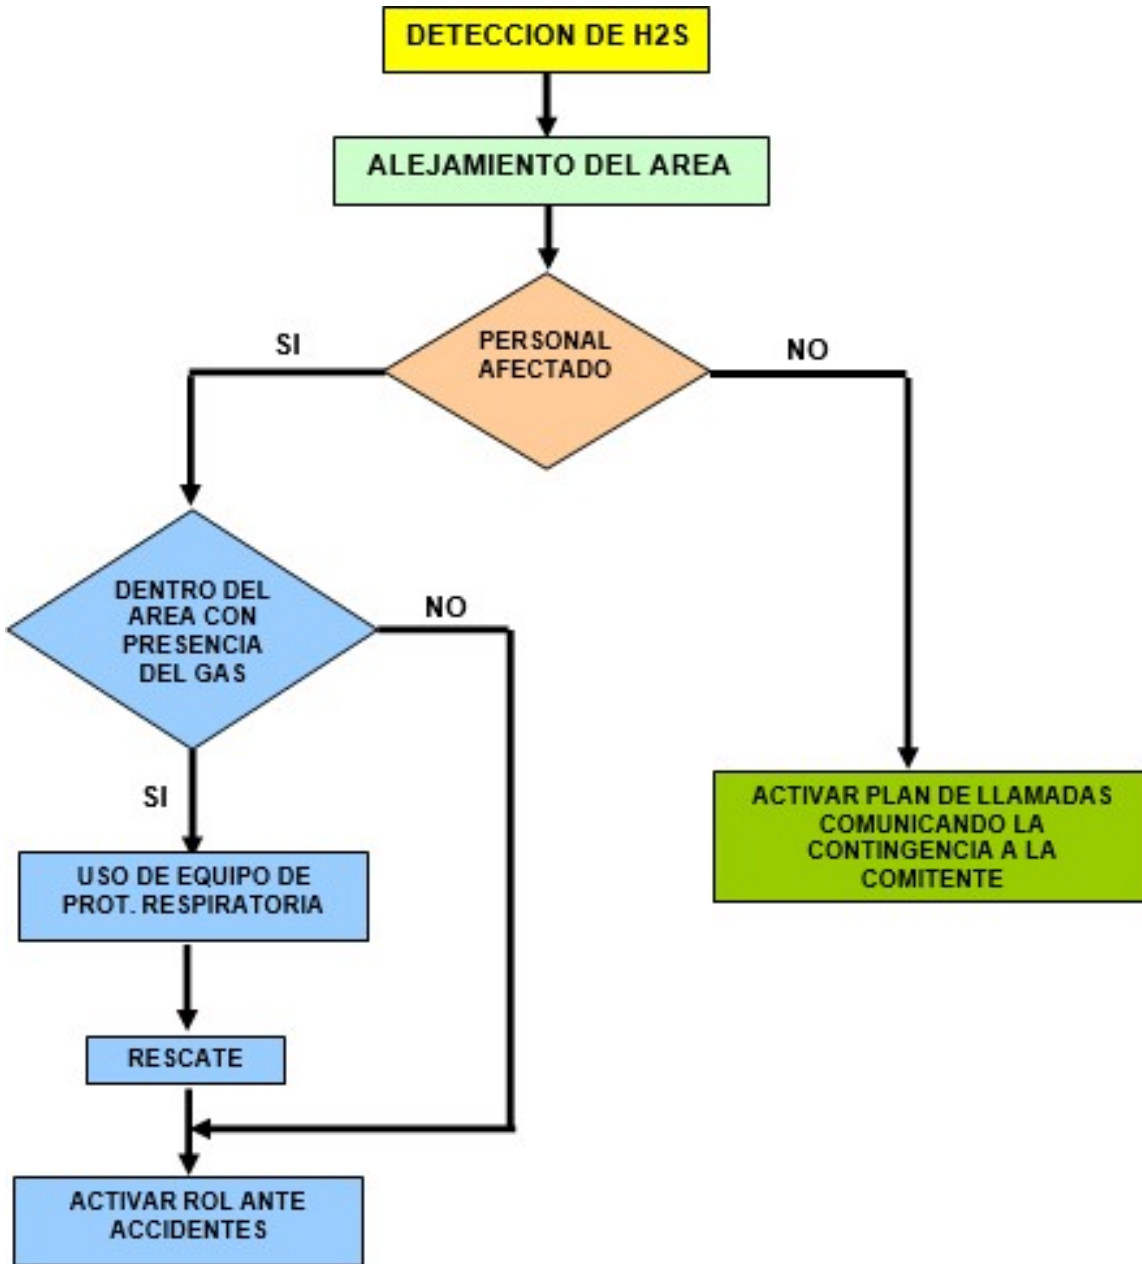 DETECCION DE H2S
ALEJAMIENTO DEL AREA
PERSONAL
AFECTADO
SI
NO
DENTRO DEL
AREA CON
PRESENCIA
DEL GAS
NO
SI
ACTIVAR PLAN DE LLAMADAS
COMUNICANDO LA
CONTINGENCIA A LA
COMITENTE
USO DE EQUIPO DE
PROT. RESPIRATORIA
RESCATE
ACTIVAR ROL ANTE
ACCIDENTES